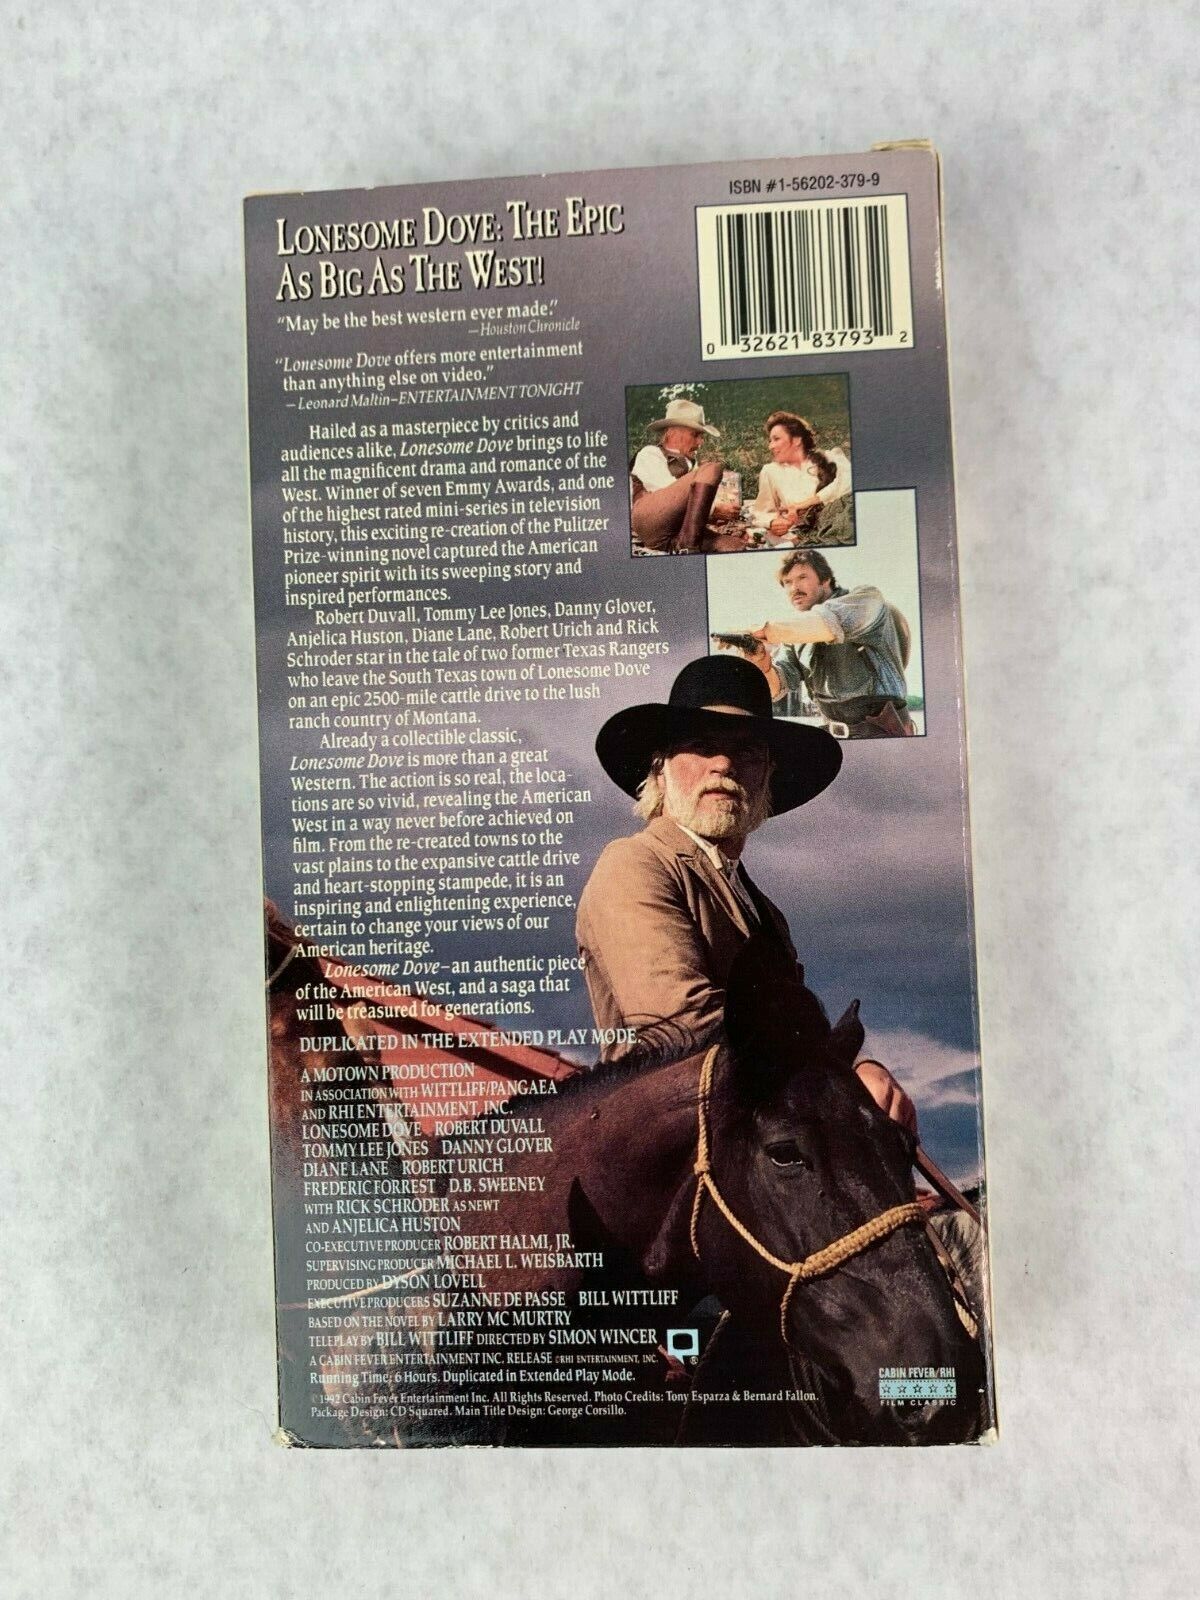 ISBN #1-56202-379-9
0 32621 83793 2
LONESOME DOVE: THE EPIC
AS BIG AS THE WEST!
"May be the best western ever made."
—Houston Chronicle
"Lonesome Dove offers more entertainment
than anything else on video."
—Leonard Maltin–ENTERTAINMENT TONIGHT
Hailed as a masterpiece by critics and
audiences alike, Lonesome Dove brings to life
all the magnificent drama and romance of the
West. Winner of seven Emmy Awards, and one
of the highest rated mini-series in television
history, this exciting re-creation of the Pulitzer
Prize-winning novel captured the American
pioneer spirit with its sweeping story and
inspired performances.
Robert Duvall, Tommy Lee Jones, Danny Glover,
Anjelica Huston, Diane Lane, Robert Urich and Rick
Schroder star in the tale of two former Texas Rangers
who leave the South Texas town of Lonesome Dove
on an epic 2500-mile cattle drive to the lush
ranch country of Montana.
Already a collectible classic,
Lonesome Dove is more than a great
Western. The action is so real, the loca-
tions are so vivid, revealing the American
West in a way never before achieved on
film. From the re-created towns to the
vast plains to the expansive cattle drive
and heart-stopping stampede, it is an
inspiring and enlightening experience,
certain to change your views of our
American heritage.
Lonesome Dove–an authentic piece
of the American West, and a saga that
will be treasured for generations.
DUPLICATED IN THE EXTENDED PLAY MODE.
A MOTOWN PRODUCTION
IN ASSOCIATION WITH WITTLIFF/PANGAEA
AND RHI ENTERTAINMENT, INC.
LONESOME DOVE ROBERT DUVALL
TOMMY LEE JONES DANNY GLOVER
DIANE LANE ROBERT URICH
FREDERIC FORREST D.B. SWEENEY
WITH RICK SCHRODER AS NEWT
AND ANJELICA HUSTON
CO-EXECUTIVE PRODUCER ROBERT HALMI, JR.
SUPERVISING PRODUCER MICHAEL L. WEISBARTH
PRODUCED BY DYSON LOVELL
EXECUTIVE PRODUCERS SUZANNE DE PASSE BILL WITTLIFF
BASED ON THE NOVEL BY LARRY MC MURTRY
TELEPLAY BY BILL WITTLIFF DIRECTED BY SIMON WINCER
A CABIN FEVER ENTERTAINMENT INC. RELEASE ©RHI ENTERTAINMENT, INC.
Running Time: 6 Hours. Duplicated in Extended Play Mode.
©1992 Cabin Fever Entertainment Inc. All Rights Reserved. Photo Credits: Tony Esparza & Bernard Fallon.
Package Design: CD Squared. Main Title Design: George Corsillo.
®
CABIN FEVER/RHI
FILM CLASSIC